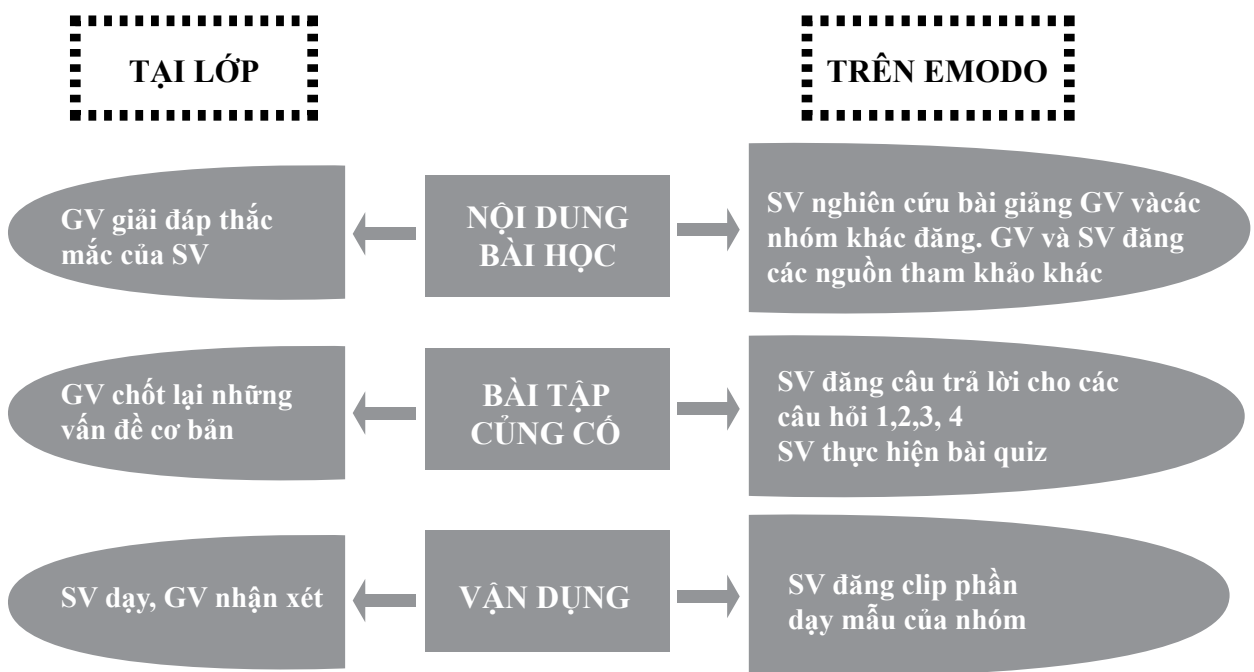 TẠI LỚP
TRÊN EMODO
GV giải đáp thắc
mắc của SV
NỘI DUNG
BÀI HỌC
SV nghiên cứu bài giảng GV vàcác
nhóm khác đăng. GV và SV đăng
các nguồn tham khảo khác
GV chốt lại những
vấn đề cơ bản
BÀI TẬP
CỦNG CỐ
SV đăng câu trả lời cho các
câu hỏi 1,2,3, 4
SV thực hiện bài quiz
SV dạy, GV nhận xét
VẬN DỤNG
SV đăng clip phần
dạy mẫu của nhóm